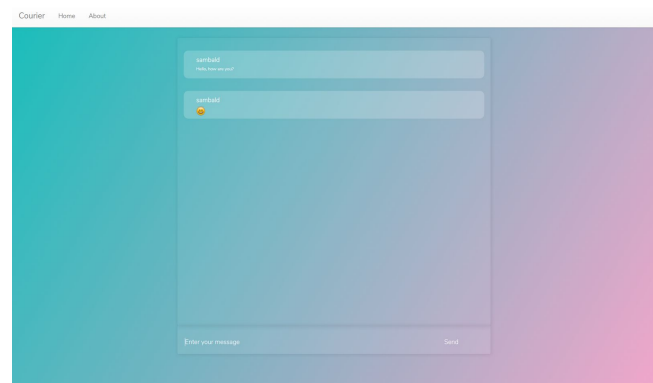 Courier Home About
sambald
Hello, how are you?
sambald
😀
Enter your message Send